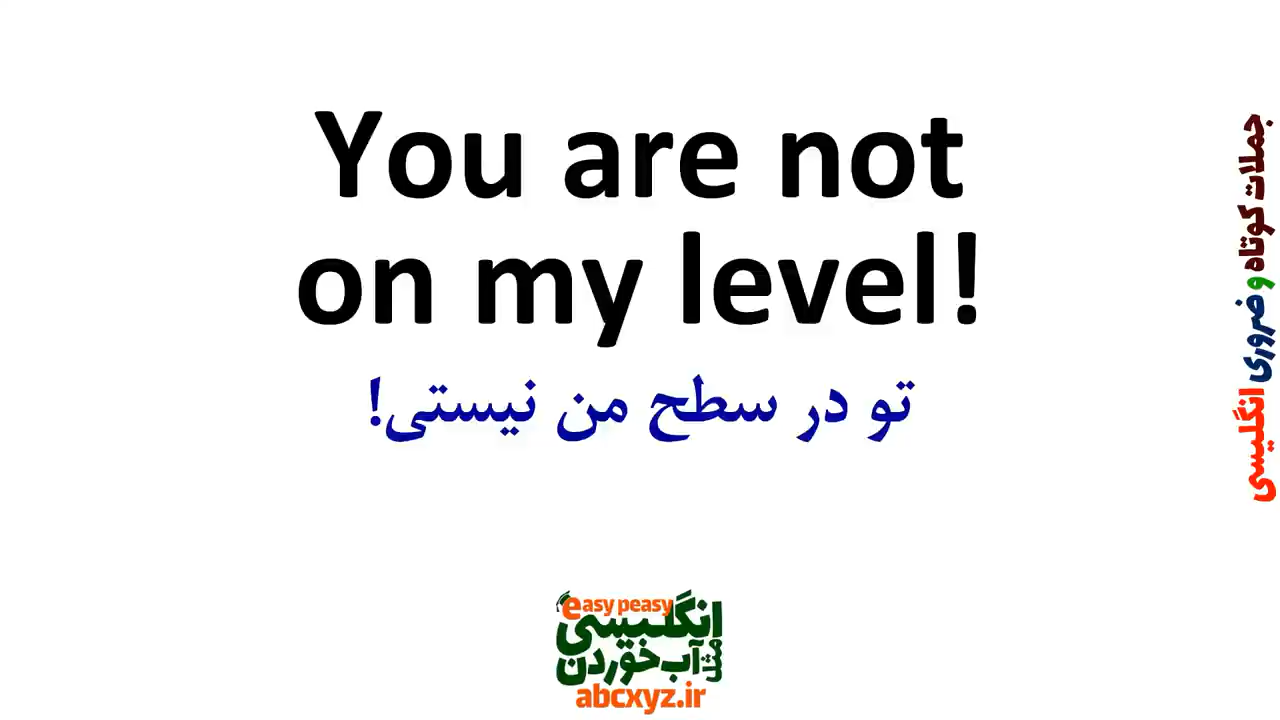 You are not
on my level!
تو در سطح من نیستی!
جملات کوتاه و ضروری انگلیسی
easy peasy
انگلیسی
مثل آب خوردن
abcxyz.ir